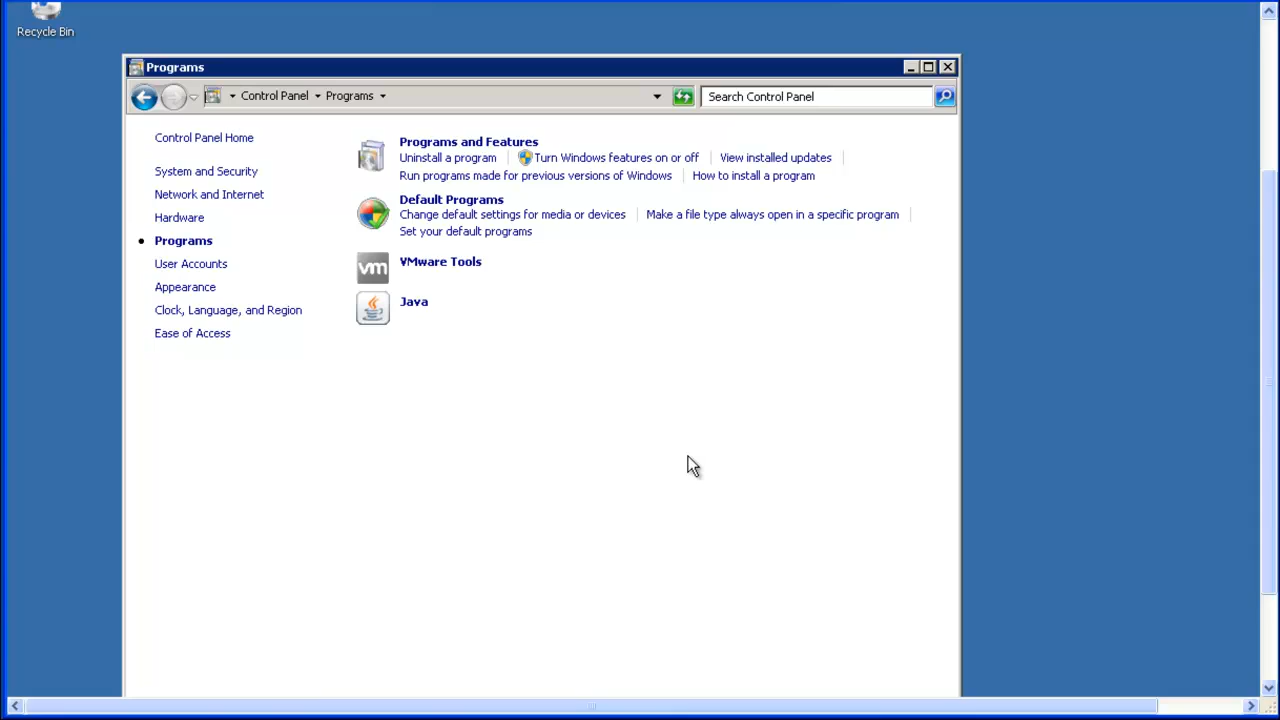 Recycle Bin
Programs
Control Panel Programs
Search Control Panel
Control Panel Home
System and Security
Network and Internet
Hardware
Programs
User Accounts
Appearance
Clock, Language, and Region
Ease of Access
Programs and Features
Uninstall a program Turn Windows features on or off View installed updates
Run programs made for previous versions of Windows How to install a program
Default Programs
Change default settings for media or devices Make a file type always open in a specific program
Set your default programs
vm VMware Tools
Java